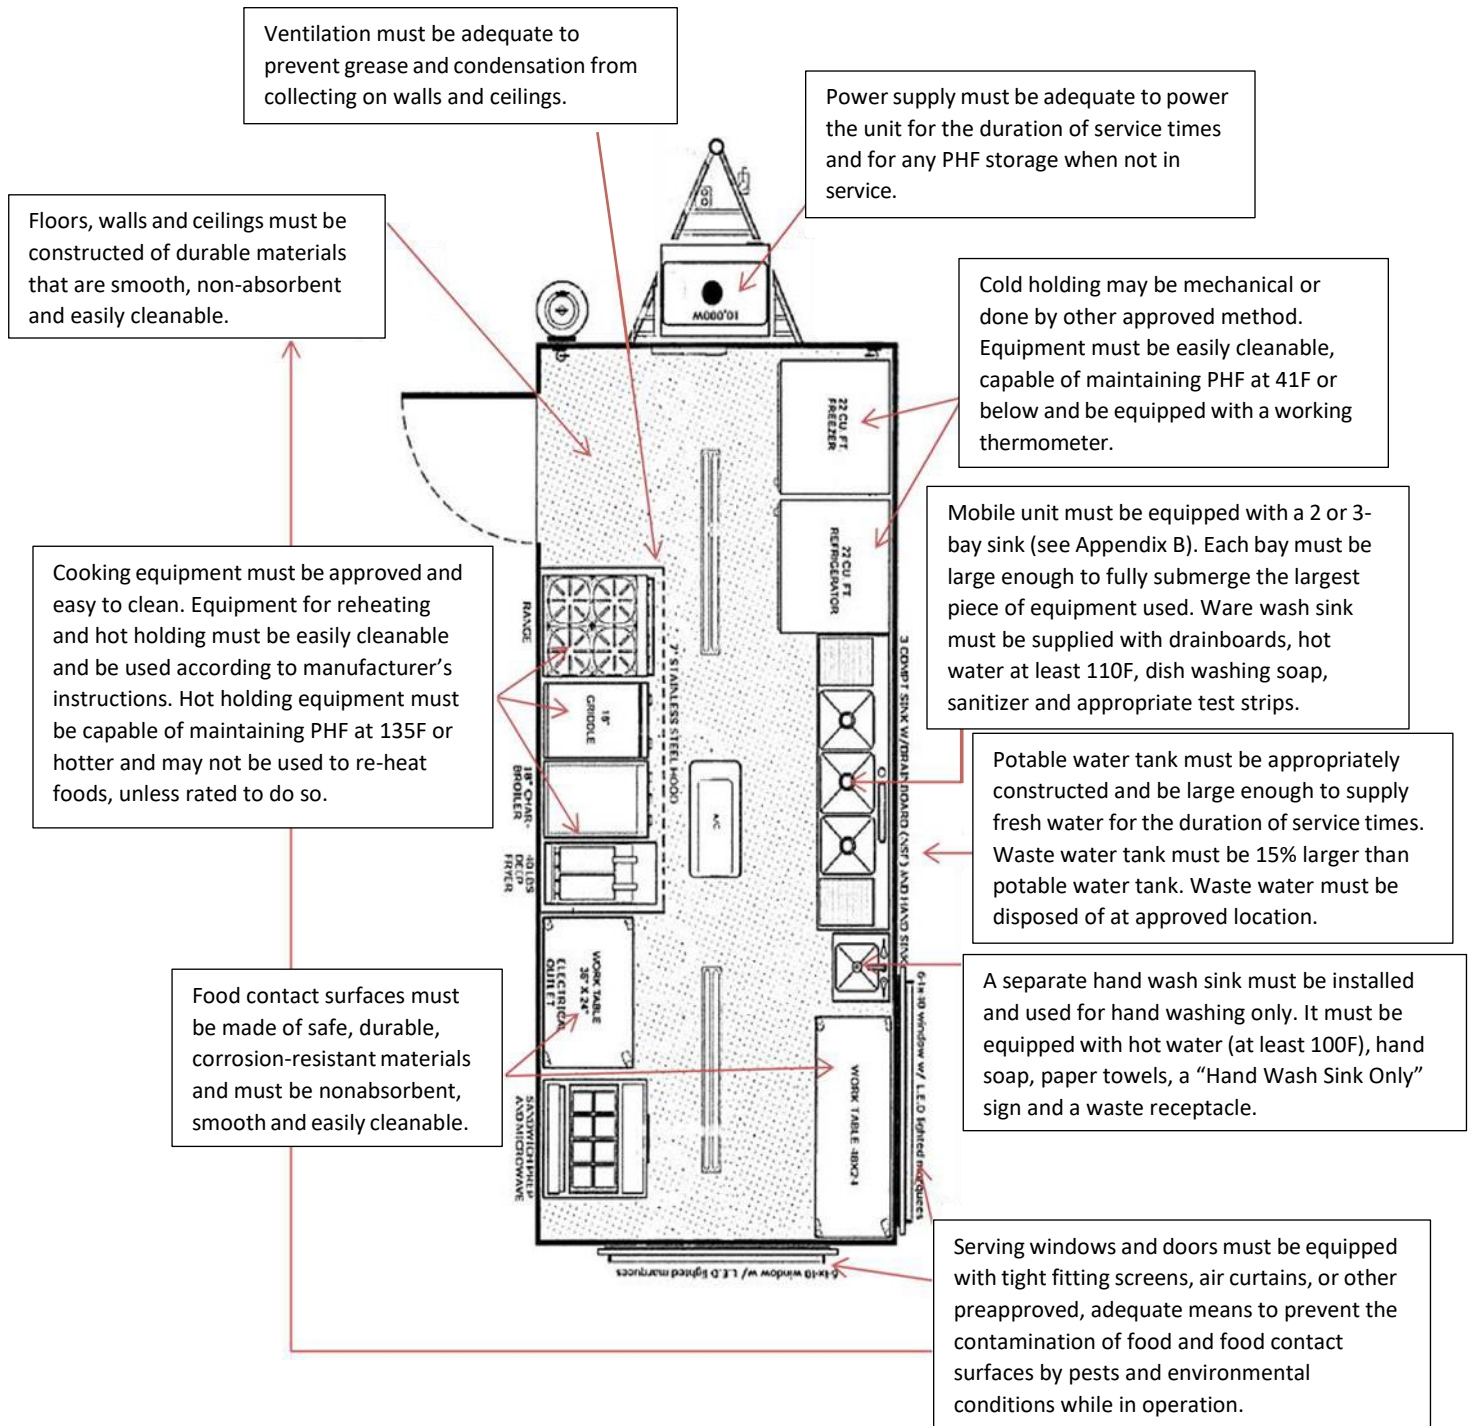 Ventilation must be adequate to
prevent grease and condensation from
collecting on walls and ceilings.
Power supply must be adequate to power
the unit for the duration of service times
and for any PHF storage when not in
service.
Floors, walls and ceilings must be
constructed of durable materials
that are smooth, non-absorbent
and easily cleanable.
Cold holding may be mechanical or
done by other approved method.
Equipment must be easily cleanable,
capable of maintaining PHF at 41F or
below and be equipped with a working
thermometer.
Mobile unit must be equipped with a 2 or 3-
bay sink (see Appendix B). Each bay must be
large enough to fully submerge the largest
piece of equipment used. Ware wash sink
must be supplied with drainboards, hot
water at least 110F, dish washing soap,
sanitizer and appropriate test strips.
Cooking equipment must be approved and
easy to clean. Equipment for reheating
and hot holding must be easily cleanable
and be used according to manufacturer’s
instructions. Hot holding equipment must
be capable of maintaining PHF at 135F or
hotter and may not be used to re-heat
foods, unless rated to do so.
Potable water tank must be appropriately
constructed and be large enough to supply
fresh water for the duration of service times.
Waste water tank must be 15% larger than
potable water tank. Waste water must be
disposed of at approved location.
A separate hand wash sink must be installed
and used for hand washing only. It must be
equipped with hot water (at least 100F), hand
soap, paper towels, a “Hand Wash Sink Only”
sign and a waste receptacle.
Food contact surfaces must
be made of safe, durable,
corrosion-resistant materials
and must be nonabsorbent,
smooth and easily cleanable.
Serving windows and doors must be equipped
with tight fitting screens, air curtains, or other
preapproved, adequate means to prevent the
contamination of food and food contact
surfaces by pests and environmental
conditions while in operation.
10,000W
22 CU. FT.
FREEZER
22 CU. FT.
REFRIGERATOR
RANGE
7' STAINLESS STEEL HOOD
GRIDDLE
18" CHAR-
BROILER
40 LBS
DEEP
FRYER
A/C
3 COMPT SINK W/DRAINBOARD (NSF) AND HAND SINK
WORK TABLE
ELECTRICAL
OUTLET
WORK TABLE 48X24
SANDWICH PREP
AND MICROWAVE
window w/ L.E.D lighted marquees
window w/ L.E.D lighted marquees